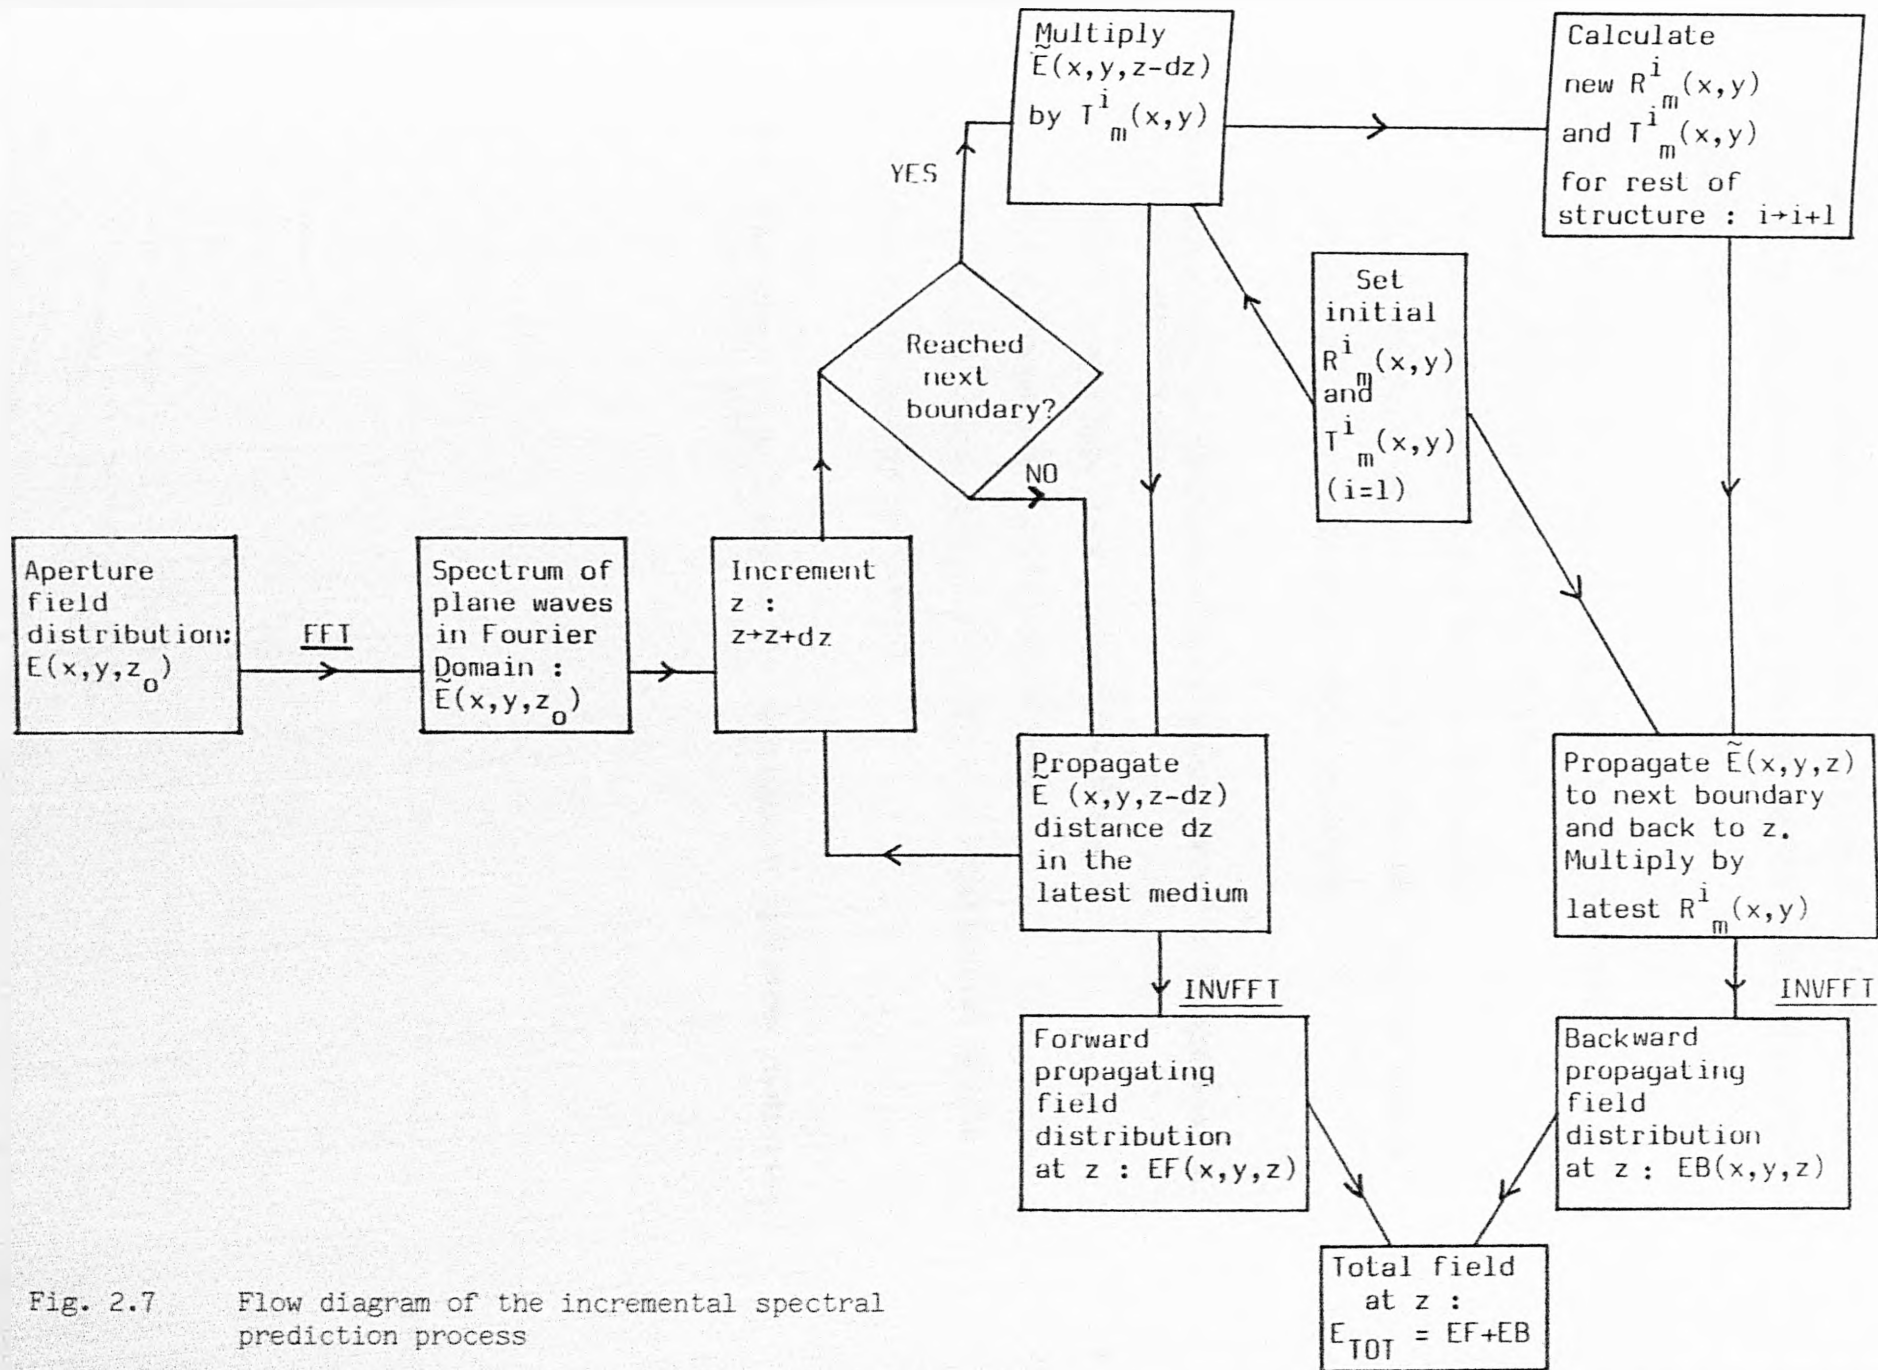 Multiply
Ẽ(x,y,z-dz)
by T^i_m(x,y)
Calculate
new R^i_m(x,y)
and T^i_m(x,y)
for rest of
structure : i→i+1
YES
Set
initial
R^i_m(x,y)
and
T^i_m(x,y)
(i=1)
Reached
next
boundary?
NO
Aperture
field
distribution:
E(x,y,z_o)
FFT
Spectrum of
plane waves
in Fourier
Domain :
Ẽ(x,y,z_o)
Increment
z :
z→z+dz
Propagate
Ẽ (x,y,z-dz)
distance dz
in the
latest medium
Propagate Ẽ(x,y,z)
to next boundary
and back to z.
Multiply by
latest R^i_m(x,y)
INVFFT
INVFFT
Forward
propagating
field
distribution
at z : EF(x,y,z)
Backward
propagating
field
distribution
at z : EB(x,y,z)
Total field
at z :
E_TOT = EF+EB
Fig. 2.7 Flow diagram of the incremental spectral
prediction process